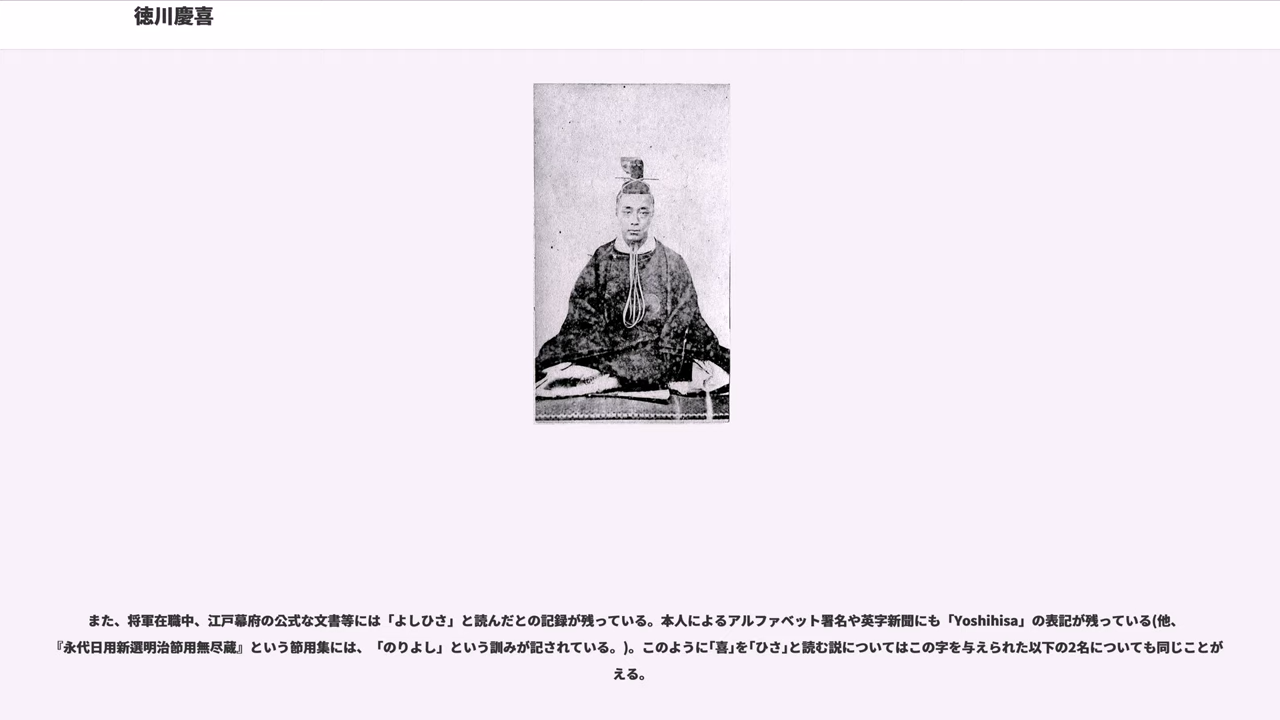 徳川慶喜
また、将軍在職中、江戸幕府の公式な文書等には「よしひさ」と読んだとの記録が残っている。本人によるアルファベット署名や英字新聞にも「Yoshihisa」の表記が残っている(他、
『永代日用新選明治節用無尽蔵』という節用集には、「のりよし」という訓みが記されている。)。このように｢喜｣を｢ひさ｣と読む説についてはこの字を与えられた以下の2名についても同じことが
える。